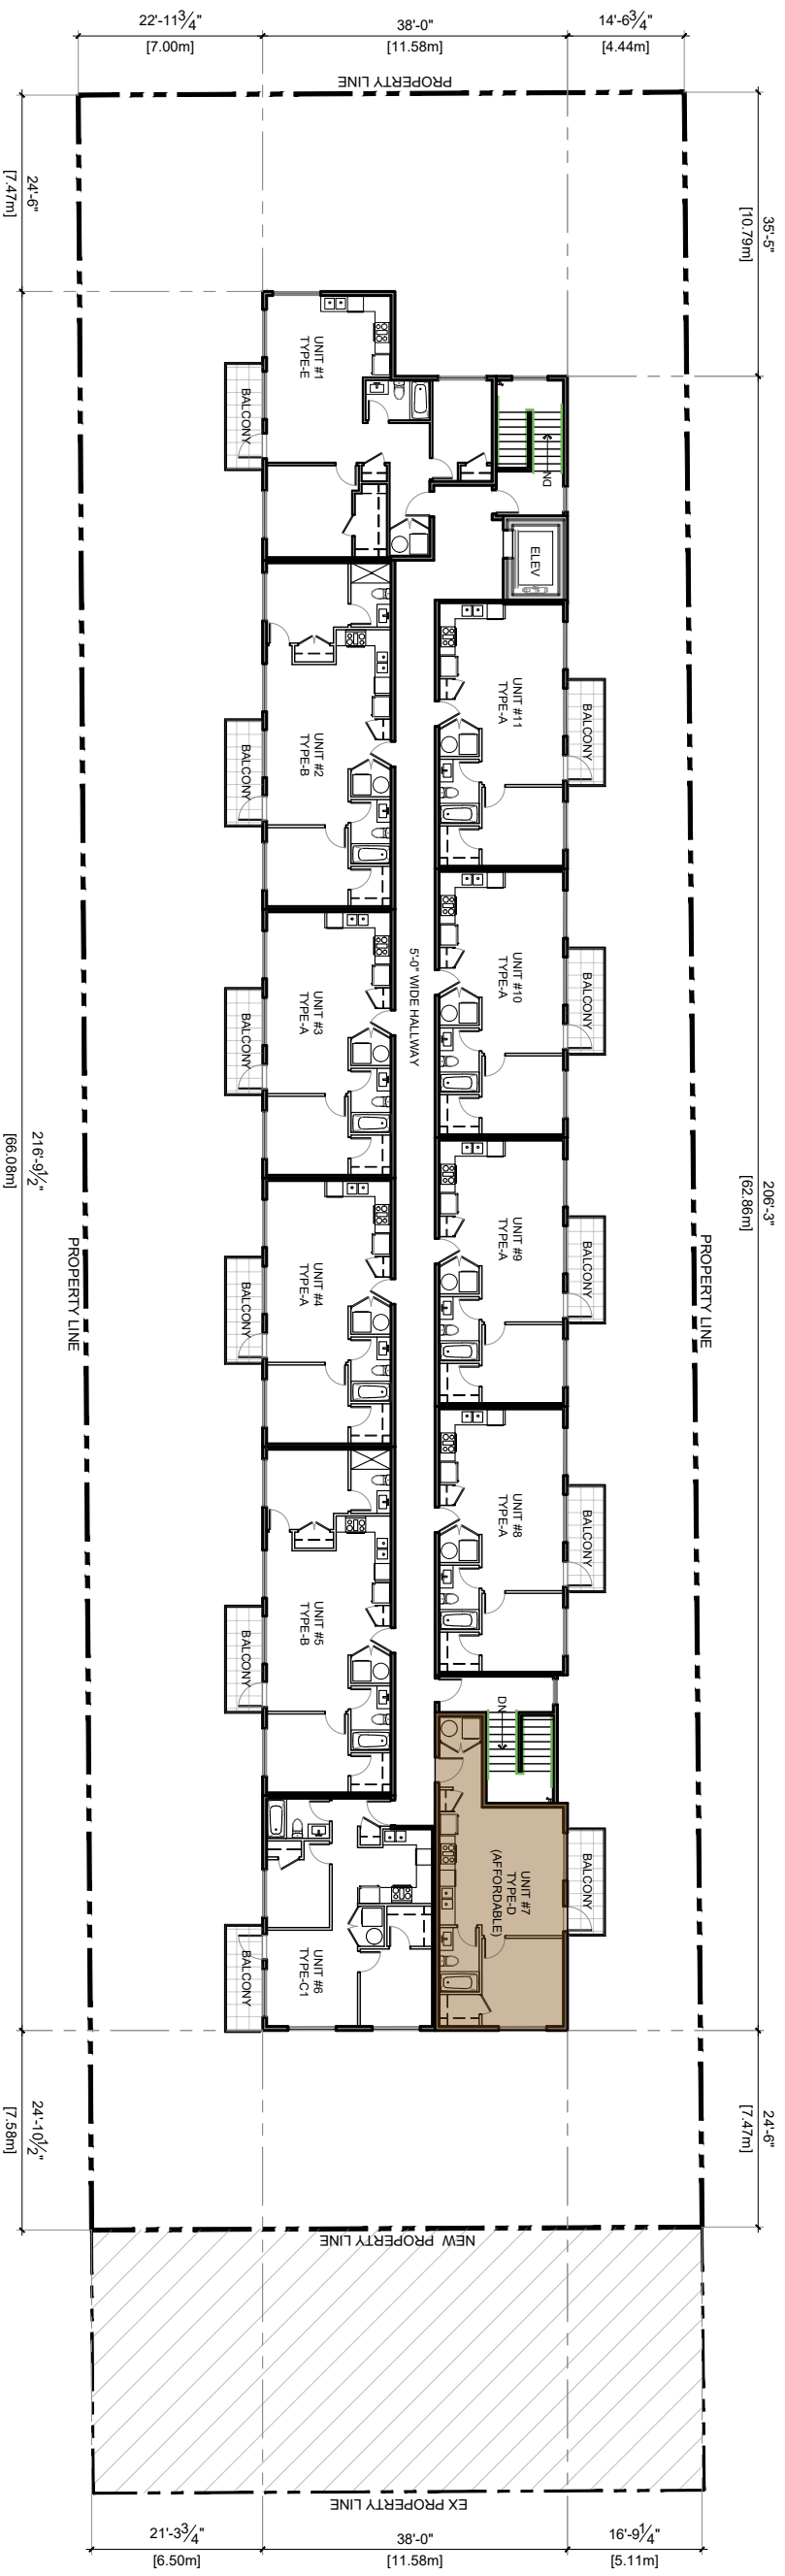 22'-11¾"
[7.00m]
38'-0"
[11.58m]
14'-6¾"
[4.44m]
PROPERTY LINE
24'-6"
[7.47m]
35'-5"
[10.79m]
UNIT #1
TYPE-E
BALCONY
DN
ELEV
UNIT #11
TYPE-A
BALCONY
UNIT #2
TYPE-B
BALCONY
5'-0" WIDE HALLWAY
UNIT #10
TYPE-A
BALCONY
UNIT #3
TYPE-A
BALCONY
216'-9½"
[66.08m]
206'-3"
[62.86m]
PROPERTY LINE
PROPERTY LINE
UNIT #9
TYPE-A
BALCONY
UNIT #4
TYPE-A
BALCONY
UNIT #8
TYPE-A
BALCONY
UNIT #5
TYPE-B
BALCONY
DN
UNIT #7
TYPE-D
(AFFORDABLE)
BALCONY
UNIT #6
TYPE-C1
BALCONY
24'-10½"
[7.58m]
24'-6"
[7.47m]
NEW PROPERTY LINE
EX PROPERTY LINE
21'-3¾"
[6.50m]
38'-0"
[11.58m]
16'-9¼"
[5.11m]